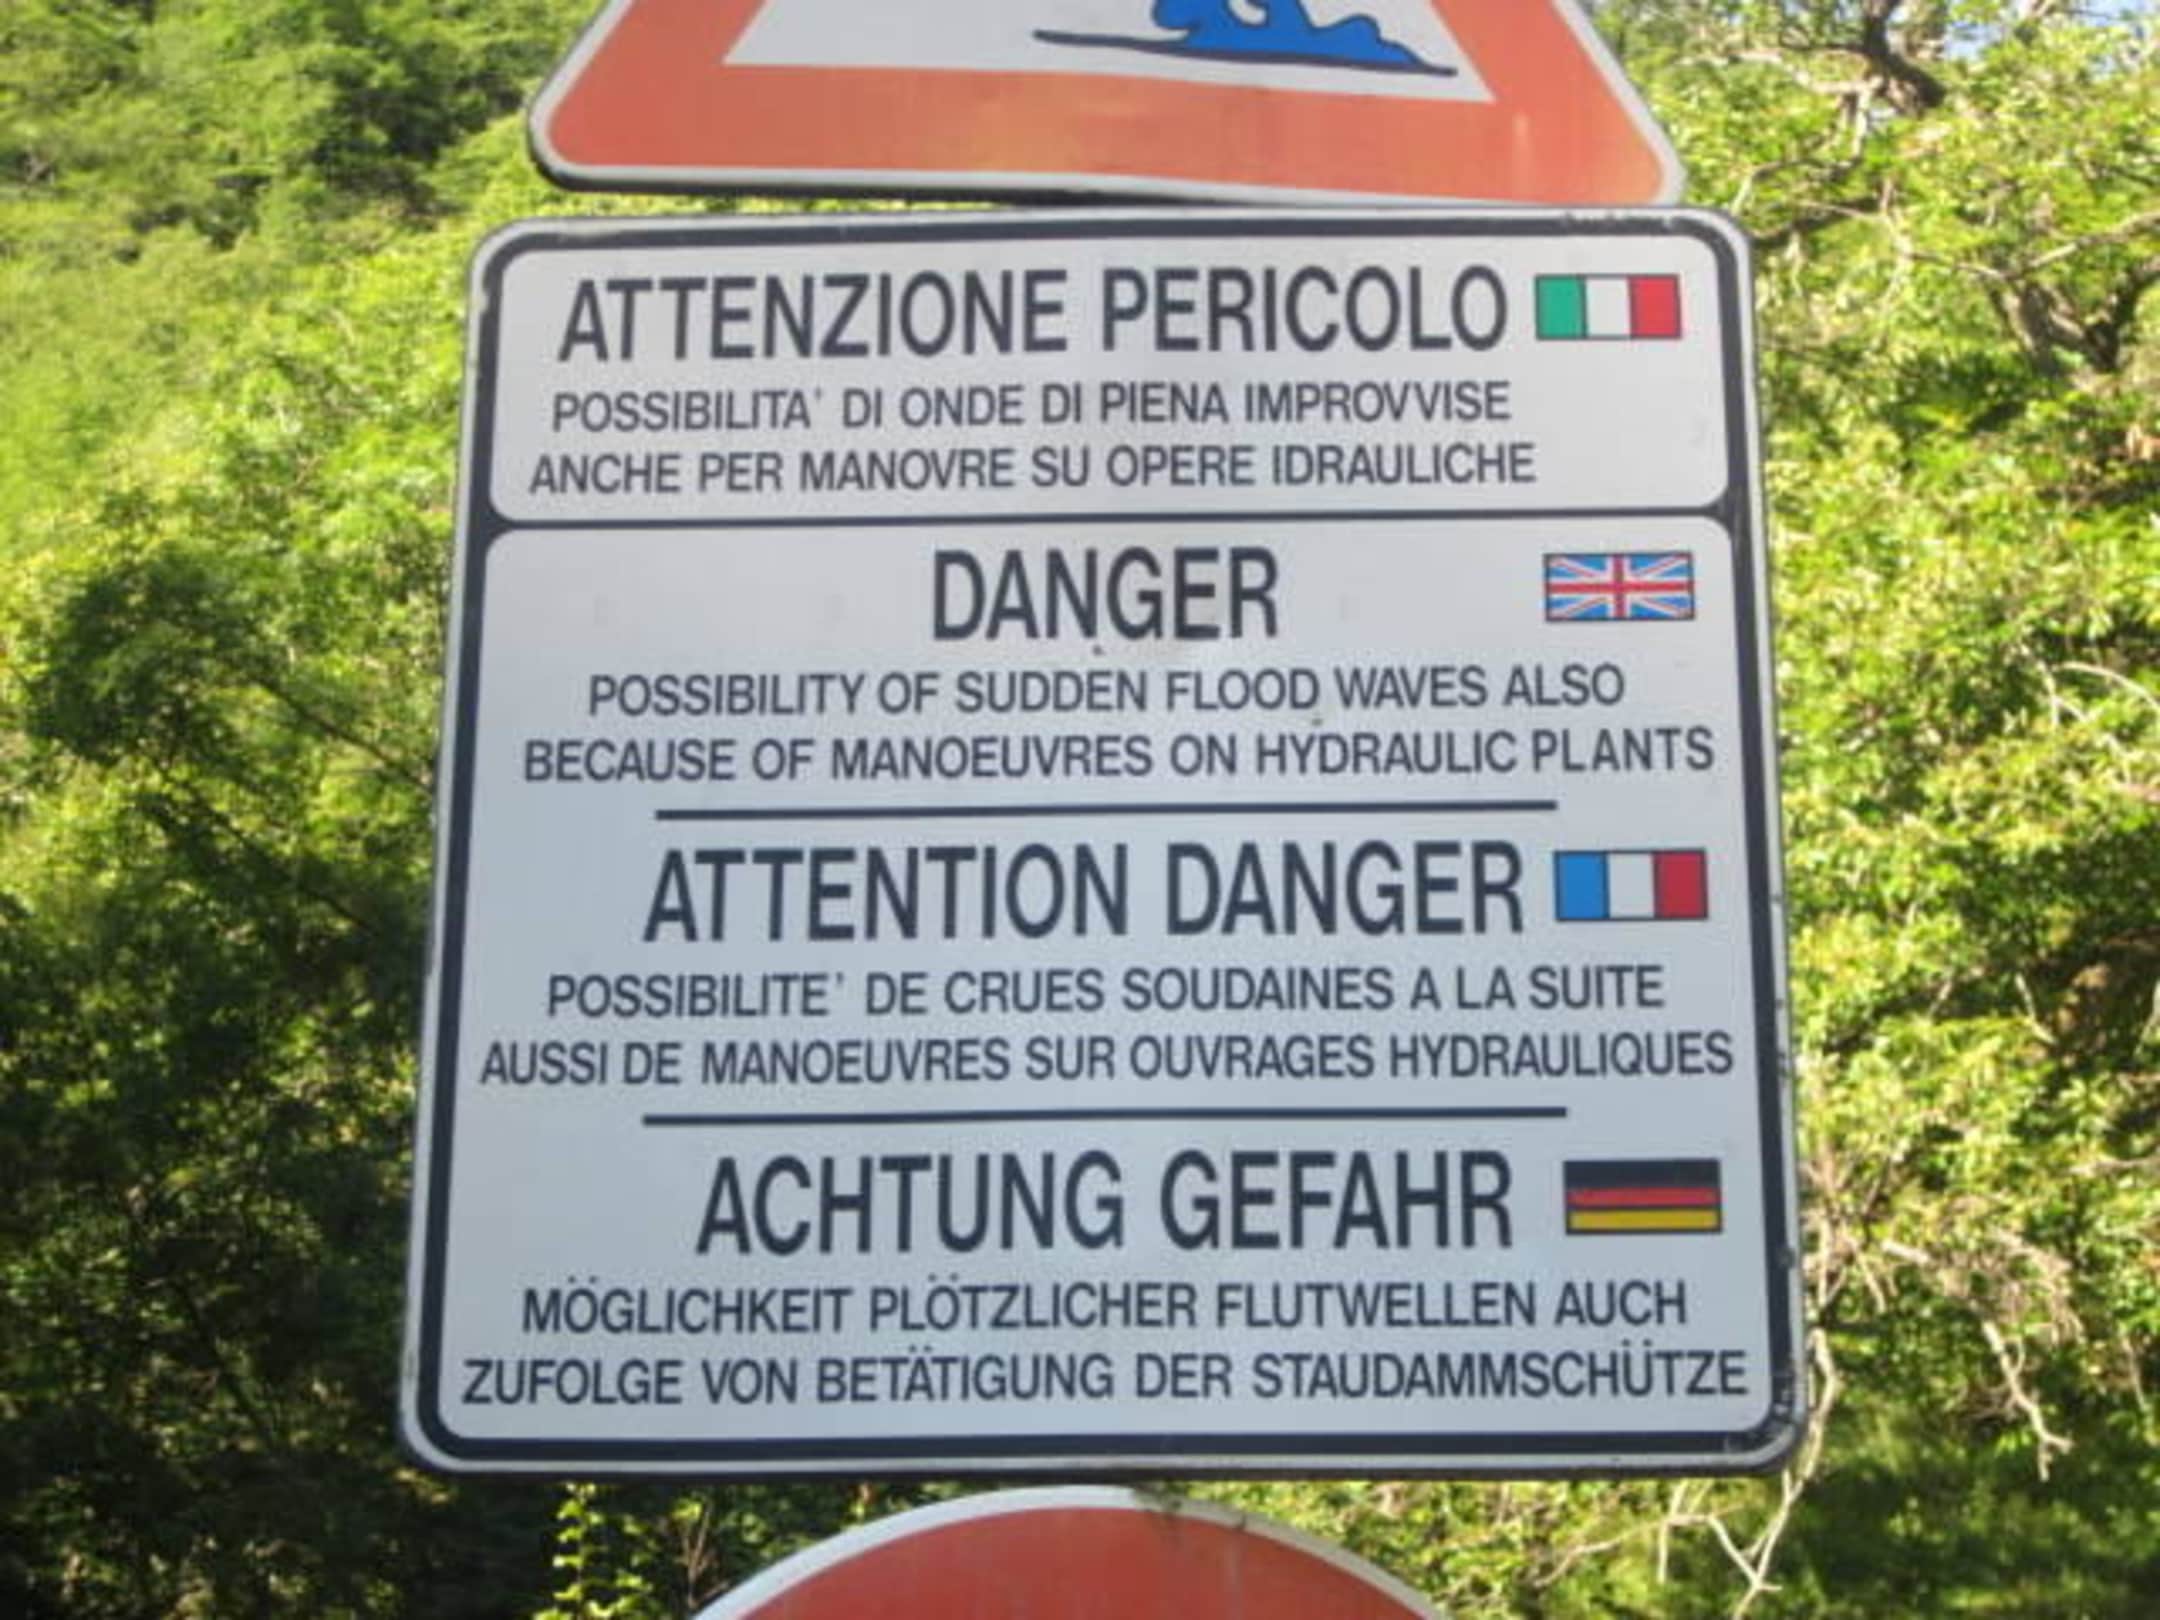 ATTENZIONE PERICOLO
POSSIBILITA' DI ONDE DI PIENA IMPROVVISE
ANCHE PER MANOVRE SU OPERE IDRAULICHE
DANGER
POSSIBILITY OF SUDDEN FLOOD WAVES ALSO
BECAUSE OF MANOEUVRES ON HYDRAULIC PLANTS
ATTENTION DANGER
POSSIBILITE' DE CRUES SOUDAINES A LA SUITE
AUSSI DE MANOEUVRES SUR OUVRAGES HYDRAULIQUES
ACHTUNG GEFAHR
MÖGLICHKEIT PLÖTZLICHER FLUTWELLEN AUCH
ZUFOLGE VON BETÄTIGUNG DER STAUDAMMSCHÜTZE